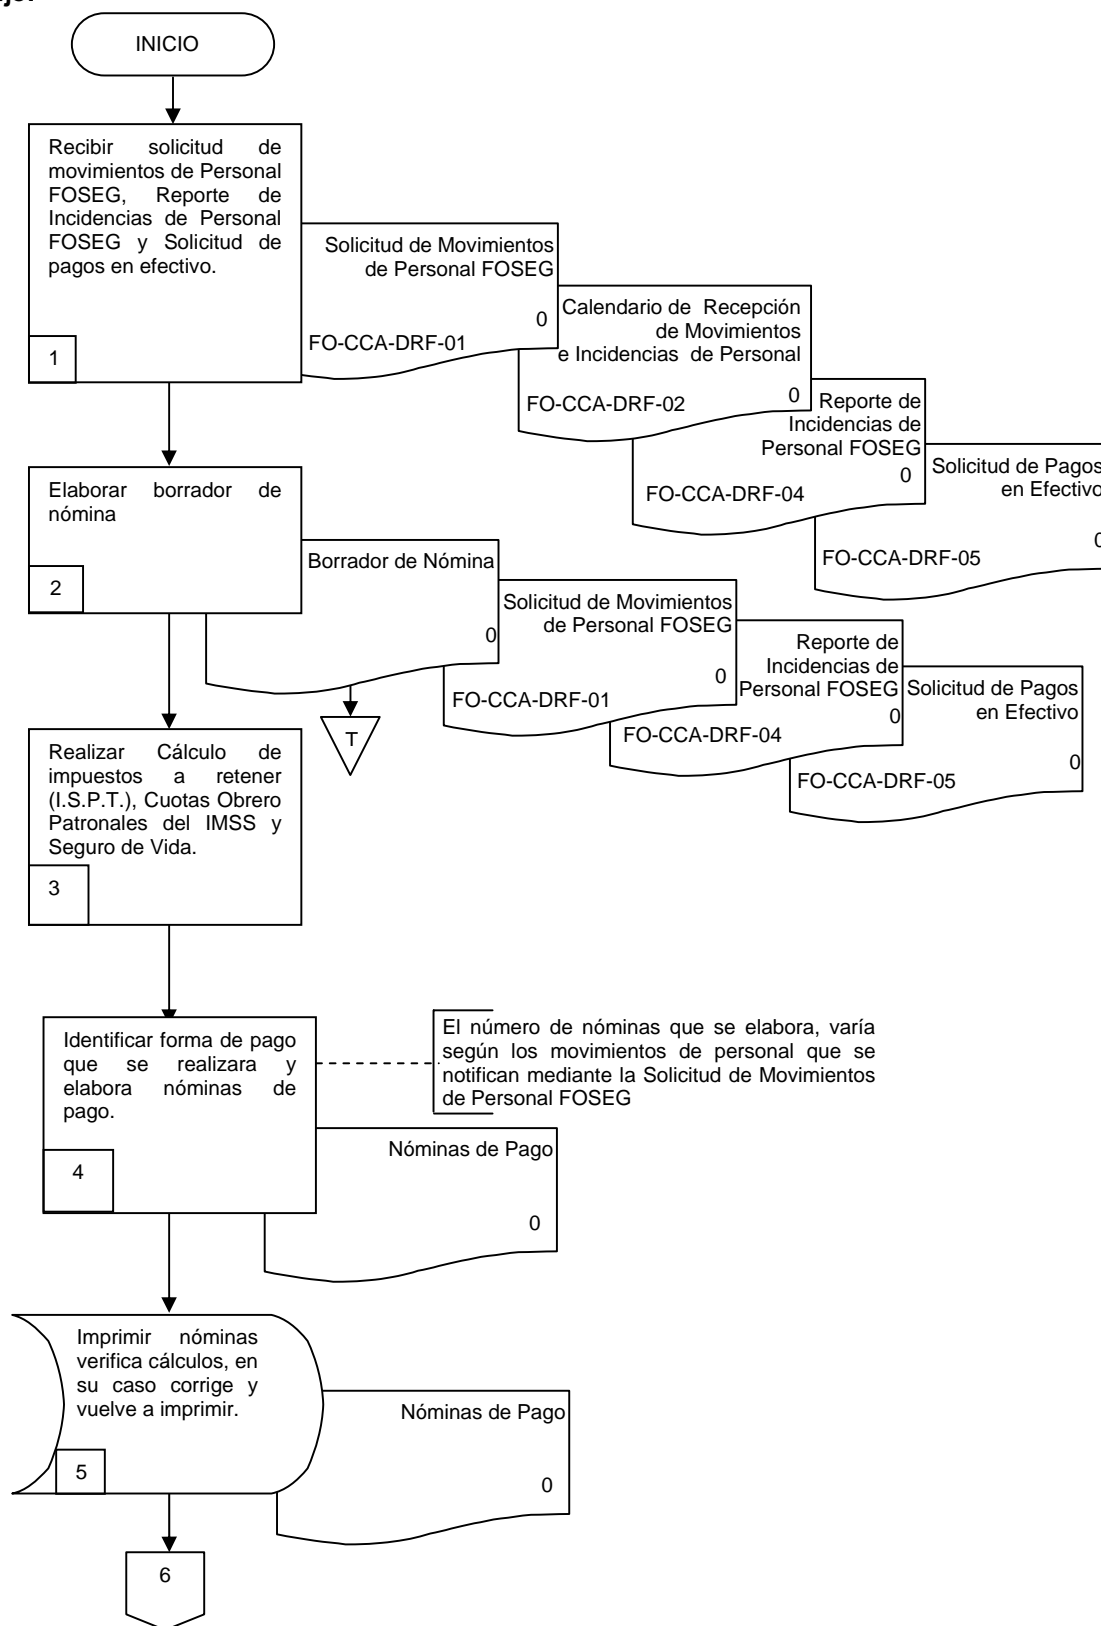 INICIO
Recibir solicitud de
movimientos de Personal
FOSEG, Reporte de
Incidencias de Personal
FOSEG y Solicitud de
pagos en efectivo.
1
Solicitud de Movimientos
de Personal FOSEG
0
FO-CCA-DRF-01
Calendario de Recepción
de Movimientos
e Incidencias de Personal
0
FO-CCA-DRF-02
Reporte de
Incidencias de
Personal FOSEG
0
FO-CCA-DRF-04
Solicitud de Pagos
en Efectivo
0
FO-CCA-DRF-05
Elaborar borrador de
nómina
2
Borrador de Nómina
0
T
Solicitud de Movimientos
de Personal FOSEG
0
FO-CCA-DRF-01
Reporte de
Incidencias de
Personal FOSEG
0
FO-CCA-DRF-04
Solicitud de Pagos
en Efectivo
0
FO-CCA-DRF-05
Realizar Cálculo de
impuestos a retener
(I.S.P.T.), Cuotas Obrero
Patronales del IMSS y
Seguro de Vida.
3
Identificar forma de pago
que se realizara y
elabora nóminas de
pago.
4
El número de nóminas que se elabora, varía
según los movimientos de personal que se
notifican mediante la Solicitud de Movimientos
de Personal FOSEG
Nóminas de Pago
0
Imprimir nóminas
verifica cálculos, en
su caso corrige y
vuelve a imprimir.
5
Nóminas de Pago
0
6